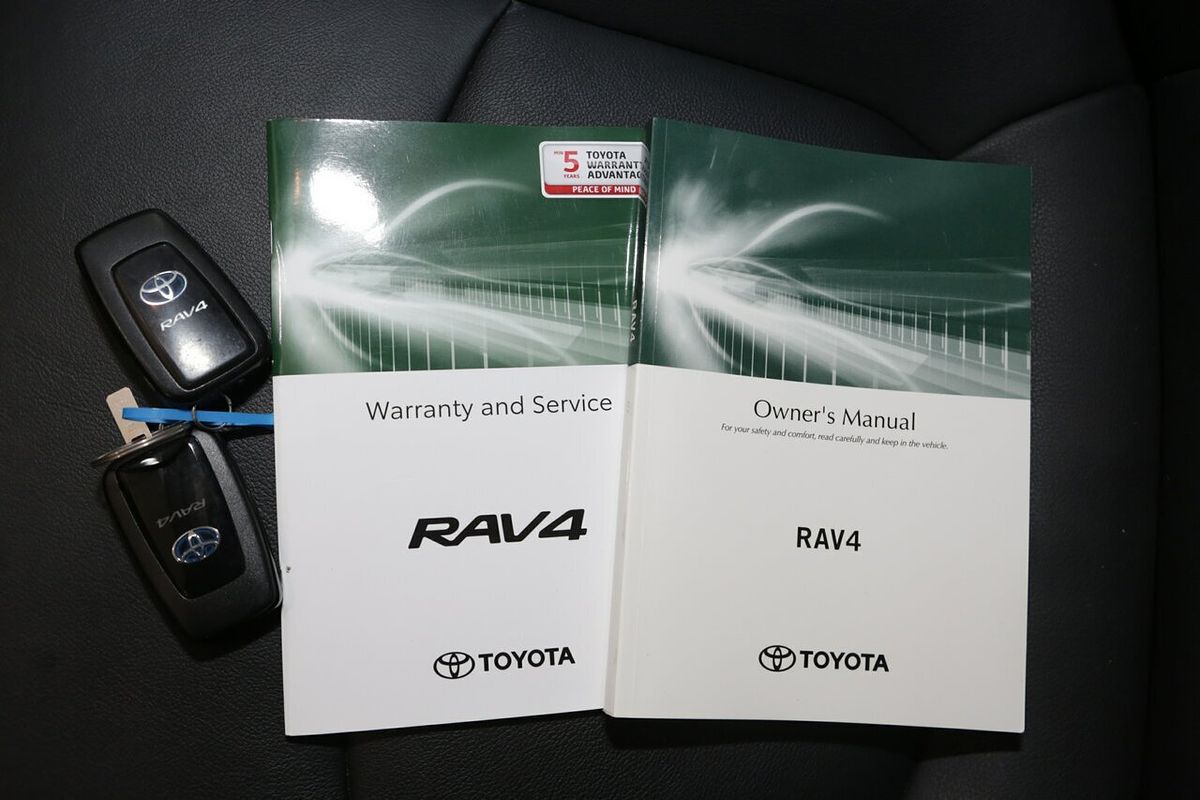 MIN 5 YEARS
TOYOTA
WARRANTY
ADVANTAG
PEACE OF MIND
Warranty and Service
RAV4
TOYOTA
RAV4
Owner's Manual
For your safety and comfort, read carefully and keep in the vehicle.
RAV4
TOYOTA
RAV4
RAV4